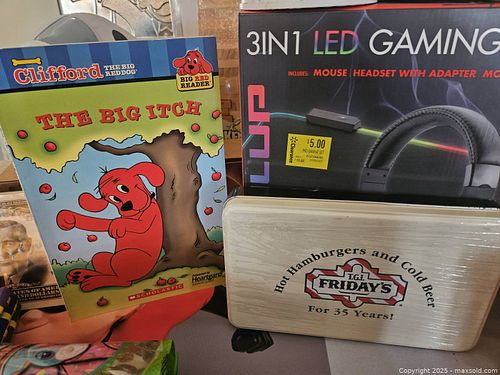 Clifford THE BIG RED DOG
BIG RED READER
THE BIG ITCH
SCHOLASTIC
3IN1 LED GAMING
INCLUDES: MOUSE HEADSET WITH ADAPTER
LVLUP
$5.00
Hot Hamburgers and Cold Beer
T.G.I.
FRIDAY'S
For 35 Years!
Copyright 2025 - maxsold.com